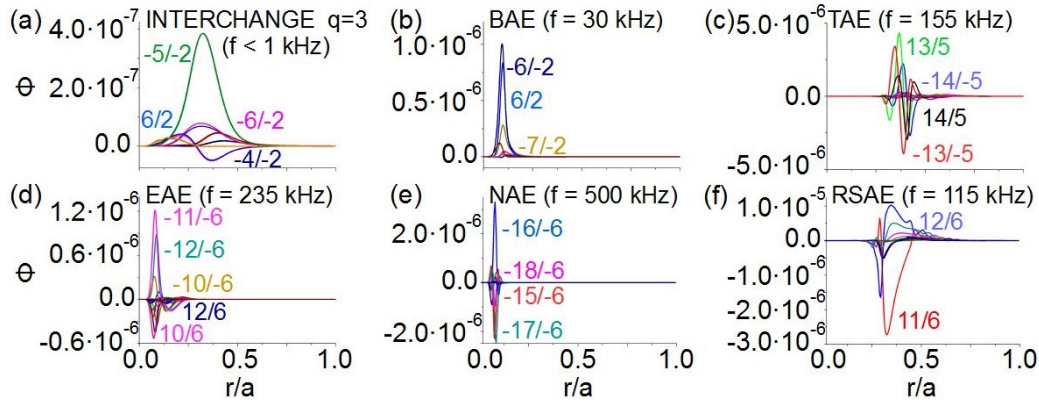 (a) INTERCHANGE q=3
(f < 1 kHz)
4.0·10⁻⁷
2.0·10⁻⁷
0.0
Φ
-5/-2
6/2
-6/-2
-4/-2
(b) BAE (f = 30 kHz)
1.0·10⁻⁶
0.5·10⁻⁶
0.0
-6/-2
6/2
-7/-2
(c) TAE (f = 155 kHz)
5.0·10⁻⁶
0.0
-5.0·10⁻⁶
13/5
-14/-5
14/5
-13/-5
(d) EAE (f = 235 kHz)
1.2·10⁻⁶
0.6·10⁻⁶
0.0
-0.6·10⁻⁶
Φ
-11/-6
-12/-6
-10/-6
12/6
10/6
0.0 0.5 1.0
r/a
(e) NAE (f = 500 kHz)
2.0·10⁻⁶
0.0
-2.0·10⁻⁶
-16/-6
-18/-6
-15/-6
-17/-6
0.0 0.5 1.0
r/a
(f) RSAE (f = 115 kHz)
1.0·10⁻⁵
0.0
-1.0·10⁻⁶
-2.0·10⁻⁶
-3.0·10⁻⁶
12/6
11/6
0.0 0.5 1.0
r/a